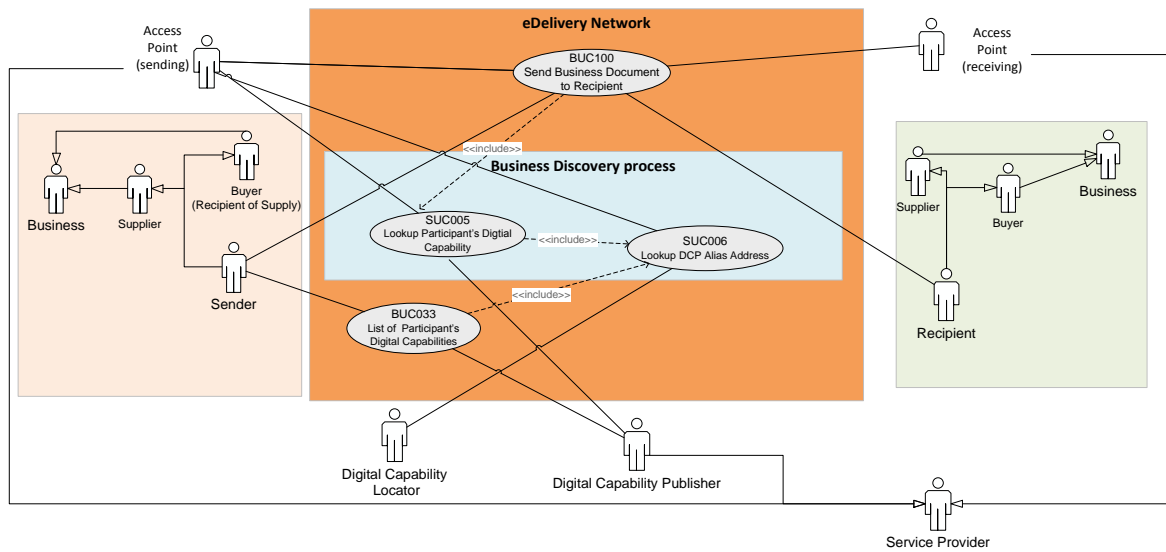 eDelivery Network
Access
Point
(sending)
Access
Point
(receiving)
BUC100
Send Business Document
to Recipient
<<include>>
Business Discovery process
Buyer
(Recipient of Supply)
Business
Supplier
Sender
SUC005
Lookup Participant's Digtial
Capability
<<include>>
SUC006
Lookup DCP Alias Address
<<include>>
BUC033
List of Participant's
Digital Capabilities
Supplier
Buyer
Business
Recipient
Digital Capability
Locator
Digital Capability Publisher
Service Provider